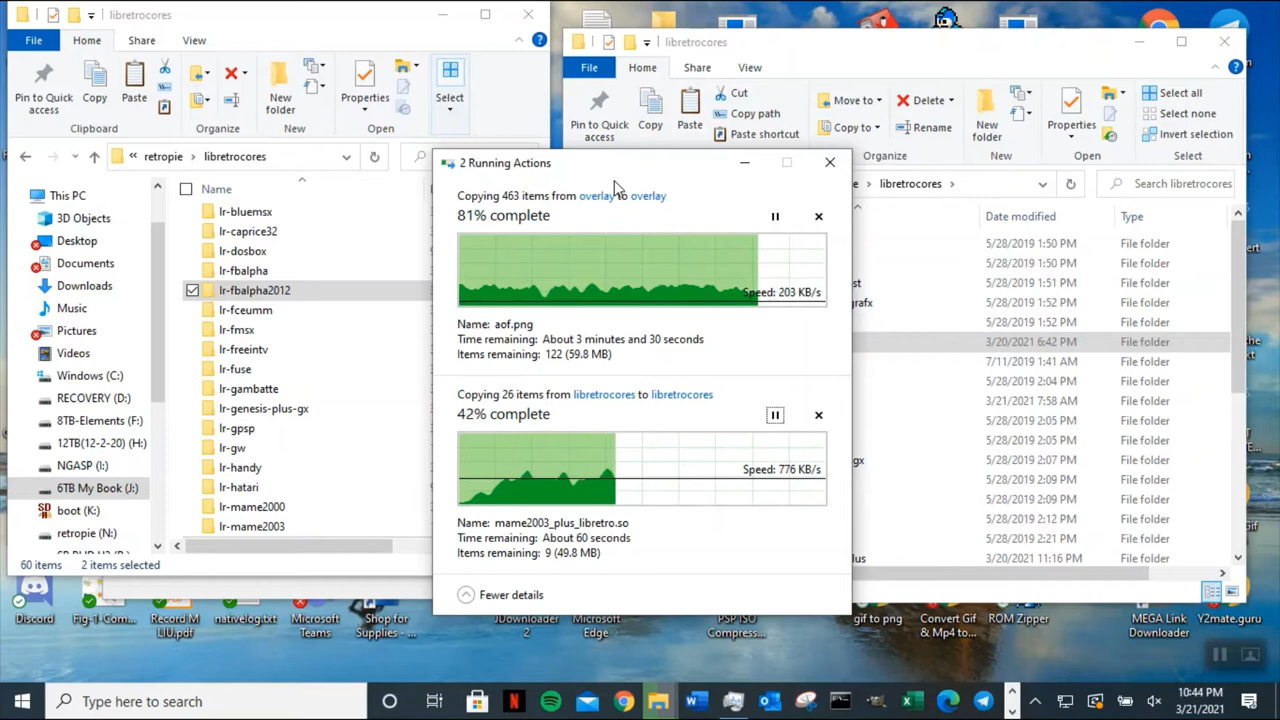 libretrocores
File
Home
Share
View
Pin to Quick access
Copy
Paste
New folder
Properties
Select
Clipboard
Organize
New
Open
retropie
libretrocores
This PC
3D Objects
Desktop
Documents
Downloads
Music
Pictures
Videos
Windows (C:)
RECOVERY (D:)
8TB-Elements (F:)
12TB(12-2-20) (H:)
NGASP (I:)
6TB My Book (J:)
boot (K:)
retropie (N:)
Name
lr-bluemsx
lr-caprice32
lr-dosbox
lr-fbalpha
lr-fbalpha2012
lr-fceumm
lr-fmsx
lr-freeintv
lr-fuse
lr-gambatte
lr-genesis-plus-gx
lr-gpsp
lr-gw
lr-handy
lr-hatari
lr-mame2000
lr-mame2003
60 items
2 items selected
libretrocores
File
Home
Share
View
Pin to Quick access
Copy
Paste
Cut
Copy path
Paste shortcut
Move to
Copy to
Delete
Rename
New folder
Properties
Select all
Select none
Invert selection
Organize
New
Open
Select
libretrocores
Search libretrocores
Date modified
Type
5/28/2019 1:50 PM
File folder
5/28/2019 1:50 PM
File folder
5/28/2019 1:51 PM
File folder
5/28/2019 1:52 PM
File folder
5/28/2019 1:52 PM
File folder
3/20/2021 6:42 PM
File folder
7/11/2019 1:41 AM
File folder
5/28/2019 2:04 PM
File folder
3/21/2021 7:58 AM
File folder
5/28/2019 2:05 PM
File folder
5/28/2019 2:05 PM
File folder
5/28/2019 2:07 PM
File folder
5/28/2019 2:09 PM
File folder
5/28/2019 2:09 PM
File folder
5/28/2019 2:12 PM
File folder
5/28/2019 2:21 PM
File folder
3/20/2021 11:16 PM
File folder
2 Running Actions
Copying 463 items from overlay to overlay
81% complete
Speed: 203 KB/s
Name: aof.png
Time remaining: About 3 minutes and 30 seconds
Items remaining: 122 (59.8 MB)
Copying 26 items from libretrocores to libretrocores
42% complete
Speed: 776 KB/s
Name: mame2003_plus_libretro.so
Time remaining: About 60 seconds
Items remaining: 9 (49.8 MB)
Fewer details
Discord
Fig-1-Com...
Record M LIU.pdf
nativelog.txt
Microsoft Teams
Shop for Supplies - ...
JDownloader 2
Microsoft Edge
PSP ISO Compress...
gif to png
Convert Gif & Mp4 to...
ROM Zipper
MEGA Link Downloader
Y2mate.guru
Type here to search
10:44 PM
3/21/2021